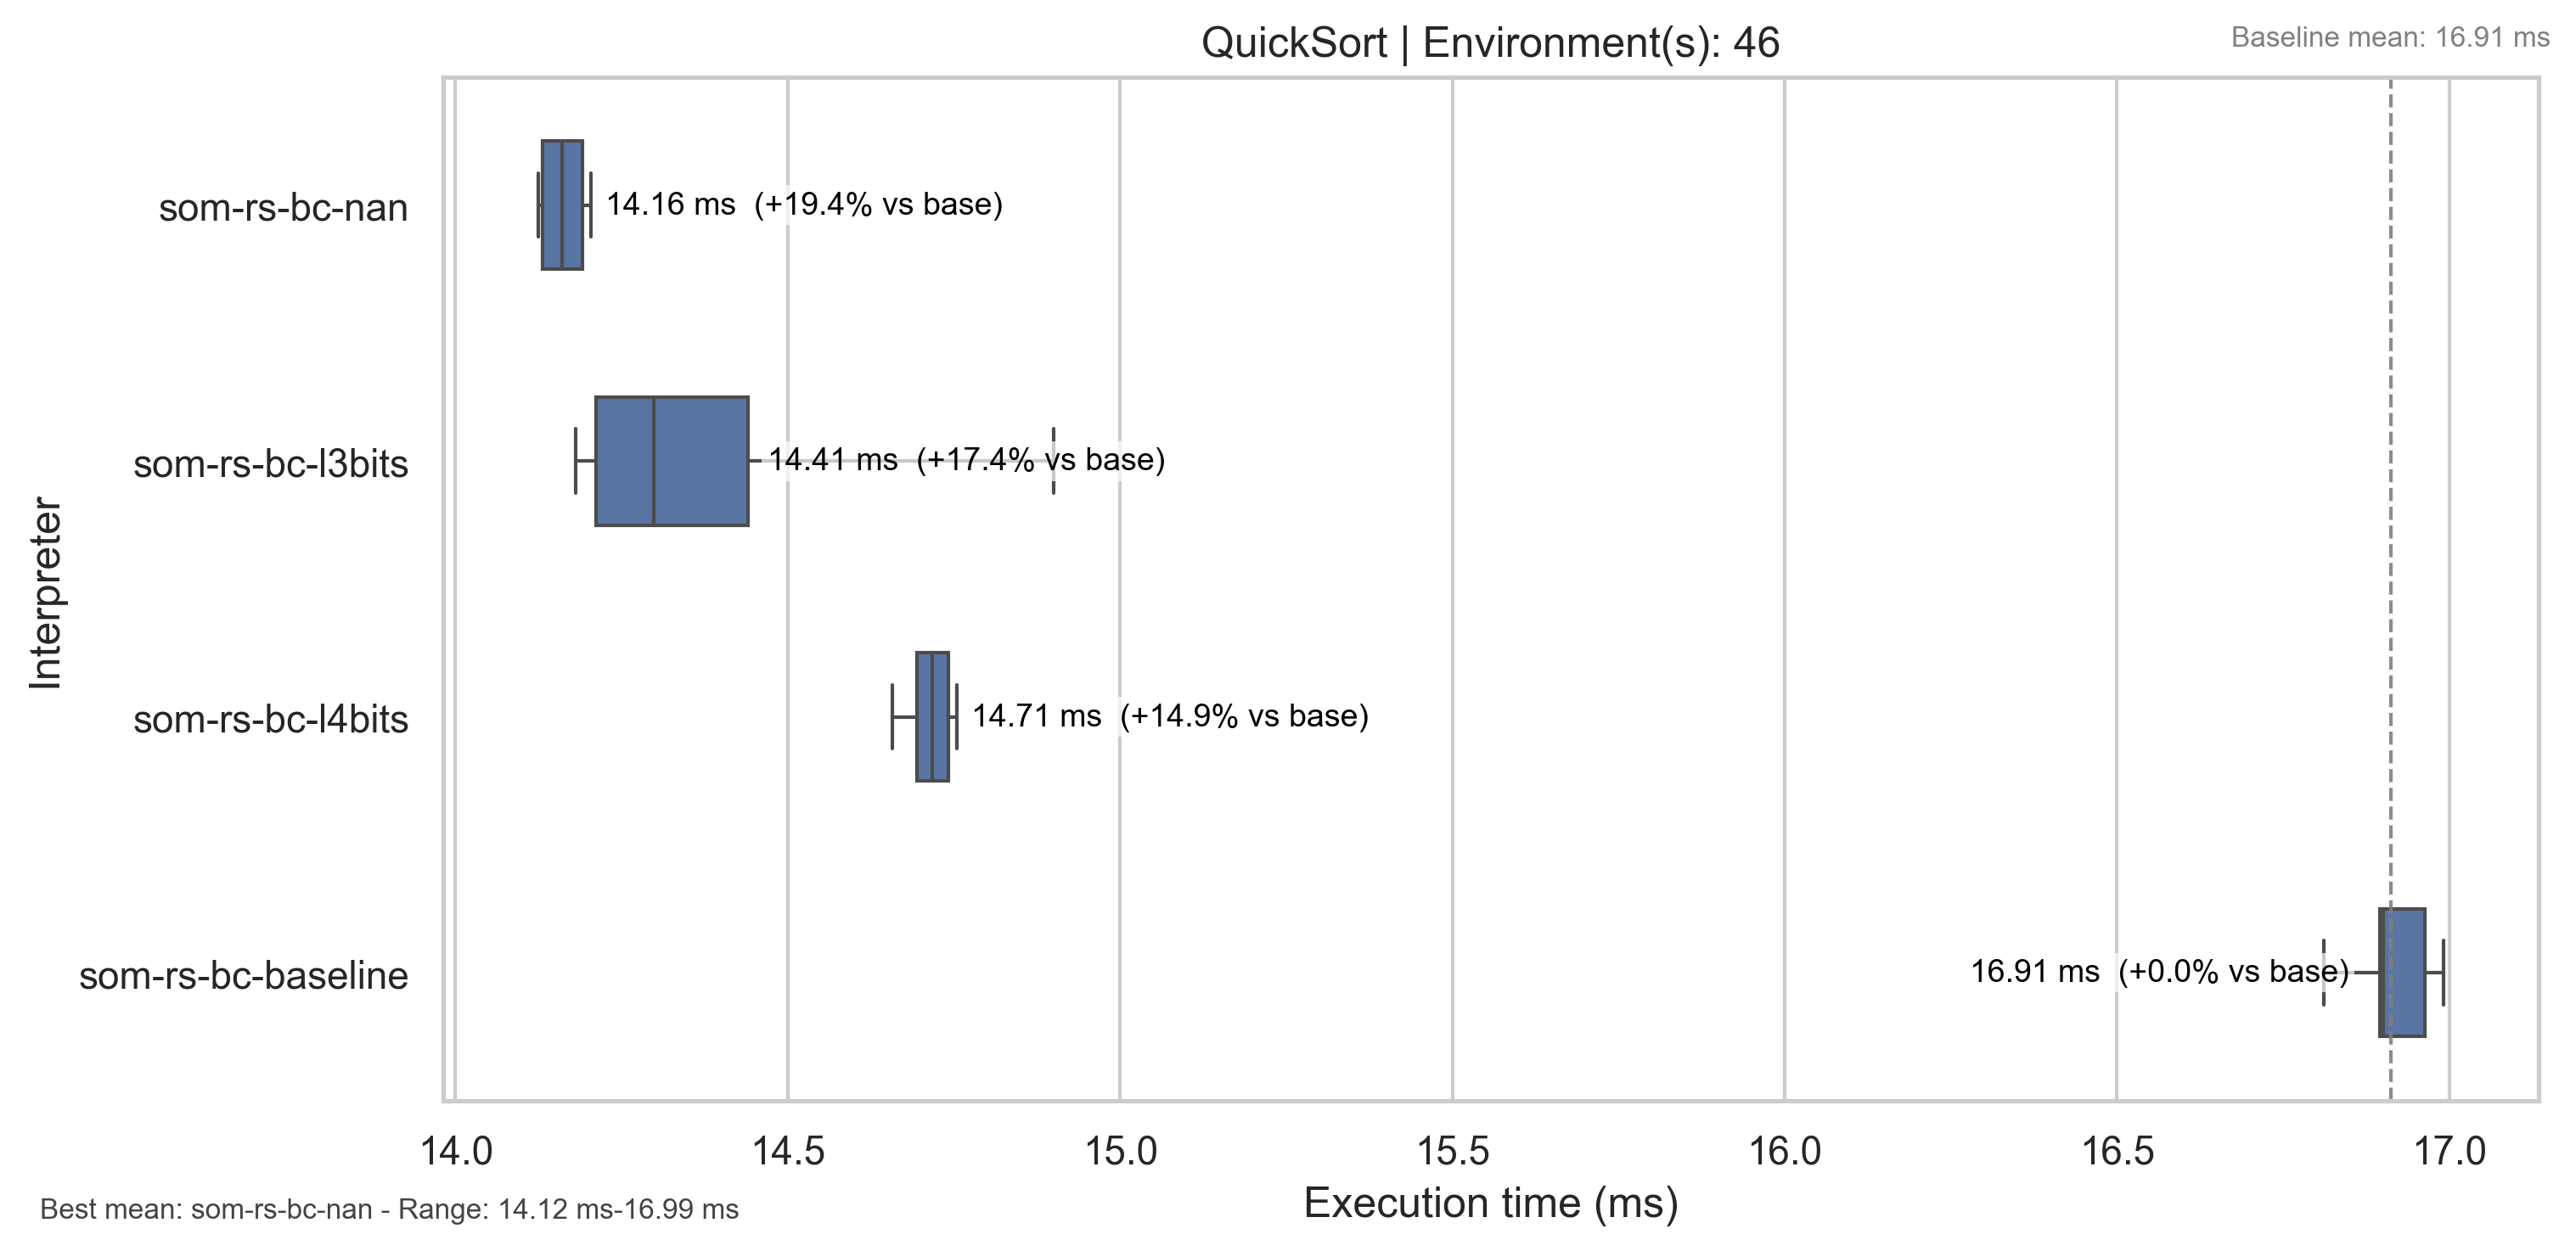 QuickSort | Environment(s): 46
Baseline mean: 16.91 ms
Interpreter
som-rs-bc-nan
14.16 ms  (+19.4% vs base)
som-rs-bc-l3bits
14.41 ms  (+17.4% vs base)
som-rs-bc-l4bits
14.71 ms  (+14.9% vs base)
som-rs-bc-baseline
16.91 ms  (+0.0% vs base)
14.0 14.5 15.0 15.5 16.0 16.5 17.0
Execution time (ms)
Best mean: som-rs-bc-nan - Range: 14.12 ms-16.99 ms